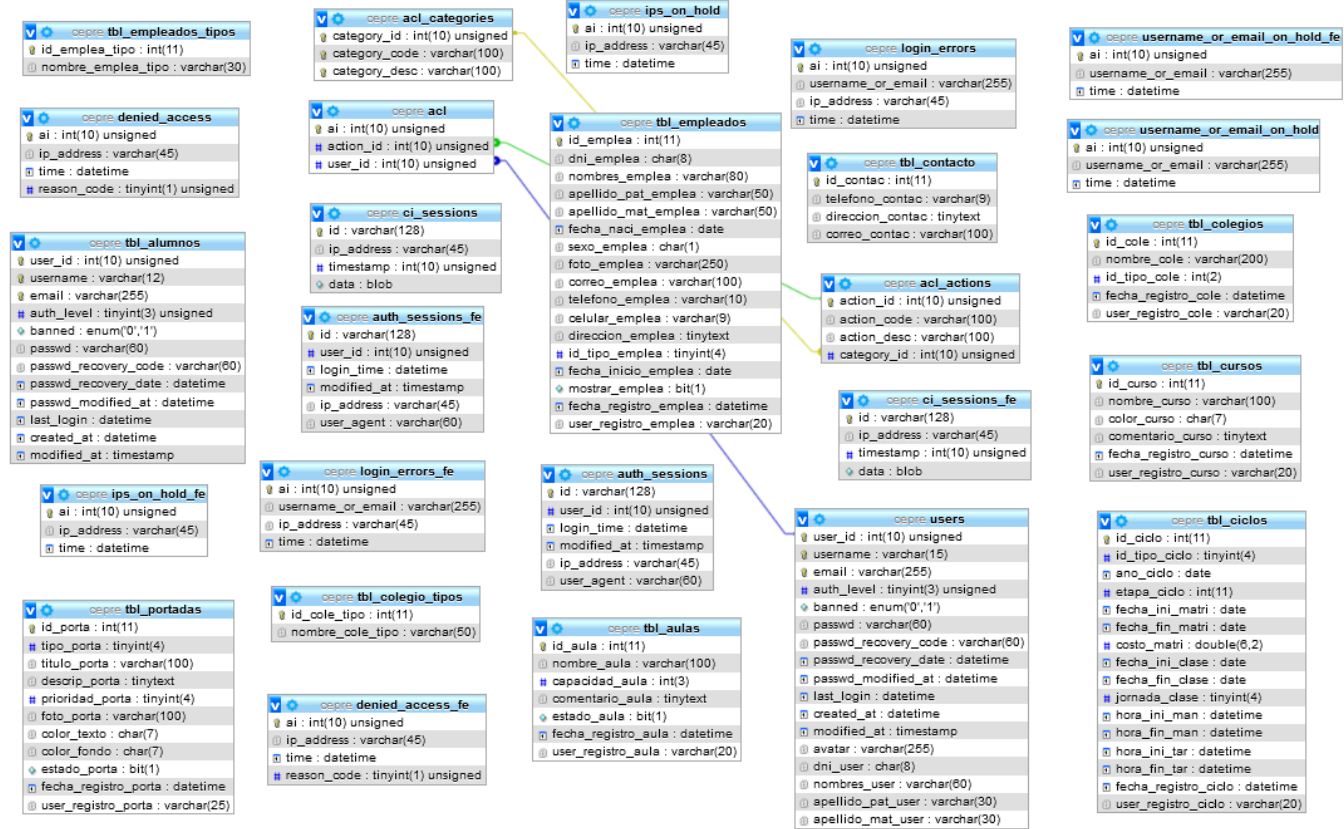 cepre tbl_empleados_tipos
id_emplea_tipo : int(11)
nombre_emplea_tipo : varchar(30)
cepre acl_categories
category_id : int(10) unsigned
category_code : varchar(100)
category_desc : varchar(100)
cepre ips_on_hold
ai : int(10) unsigned
ip_address : varchar(45)
time : datetime
cepre login_errors
ai : int(10) unsigned
username_or_email : varchar(255)
ip_address : varchar(45)
time : datetime
cepre username_or_email_on_hold_fe
ai : int(10) unsigned
username_or_email : varchar(255)
time : datetime
cepre denied_access
ai : int(10) unsigned
ip_address : varchar(45)
time : datetime
reason_code : tinyint(1) unsigned
cepre acl
ai : int(10) unsigned
action_id : int(10) unsigned
user_id : int(10) unsigned
cepre tbl_empleados
id_emplea : int(11)
dni_emplea : char(8)
nombres_emplea : varchar(80)
apellido_pat_emplea : varchar(50)
apellido_mat_emplea : varchar(50)
fecha_naci_emplea : date
sexo_emplea : char(1)
foto_emplea : varchar(250)
correo_emplea : varchar(100)
telefono_emplea : varchar(10)
celular_emplea : varchar(9)
direccion_emplea : tinytext
id_tipo_emplea : tinyint(4)
fecha_inicio_emplea : date
mostrar_emplea : bit(1)
fecha_registro_emplea : datetime
user_registro_emplea : varchar(20)
cepre tbl_contacto
id_contac : int(11)
telefono_contac : varchar(9)
direccion_contac : tinytext
correo_contac : varchar(100)
cepre username_or_email_on_hold
ai : int(10) unsigned
username_or_email : varchar(255)
time : datetime
cepre tbl_alumnos
user_id : int(10) unsigned
username : varchar(12)
email : varchar(255)
auth_level : tinyint(3) unsigned
banned : enum('0','1')
passwd : varchar(60)
passwd_recovery_code : varchar(60)
passwd_recovery_date : datetime
passwd_modified_at : datetime
last_login : datetime
created_at : datetime
modified_at : timestamp
cepre ci_sessions
id : varchar(128)
ip_address : varchar(45)
timestamp : int(10) unsigned
data : blob
cepre auth_sessions_fe
id : varchar(128)
user_id : int(10) unsigned
login_time : datetime
modified_at : timestamp
ip_address : varchar(45)
user_agent : varchar(60)
cepre acl_actions
action_id : int(10) unsigned
action_code : varchar(100)
action_desc : varchar(100)
category_id : int(10) unsigned
cepre tbl_colegios
id_cole : int(11)
nombre_cole : varchar(200)
id_tipo_cole : int(2)
fecha_registro_cole : datetime
user_registro_cole : varchar(20)
cepre tbl_cursos
id_curso : int(11)
nombre_curso : varchar(100)
color_curso : char(7)
comentario_curso : tinytext
fecha_registro_curso : datetime
user_registro_curso : varchar(20)
cepre ci_sessions_fe
id : varchar(128)
ip_address : varchar(45)
timestamp : int(10) unsigned
data : blob
cepre ips_on_hold_fe
ai : int(10) unsigned
ip_address : varchar(45)
time : datetime
cepre login_errors_fe
ai : int(10) unsigned
username_or_email : varchar(255)
ip_address : varchar(45)
time : datetime
cepre auth_sessions
id : varchar(128)
user_id : int(10) unsigned
login_time : datetime
modified_at : timestamp
ip_address : varchar(45)
user_agent : varchar(60)
cepre users
user_id : int(10) unsigned
username : varchar(15)
email : varchar(255)
auth_level : tinyint(3) unsigned
banned : enum('0','1')
passwd : varchar(60)
passwd_recovery_code : varchar(60)
passwd_recovery_date : datetime
passwd_modified_at : datetime
last_login : datetime
created_at : datetime
modified_at : timestamp
avatar : varchar(255)
dni_user : char(8)
nombres_user : varchar(60)
apellido_pat_user : varchar(30)
apellido_mat_user : varchar(30)
cepre tbl_ciclos
id_ciclo : int(11)
id_tipo_ciclo : tinyint(4)
ano_ciclo : date
etapa_ciclo : int(11)
fecha_ini_matri : date
fecha_fin_matri : date
costo_matri : double(6,2)
fecha_ini_clase : date
fecha_fin_clase : date
jornada_clase : tinyint(4)
hora_ini_man : datetime
hora_fin_man : datetime
hora_ini_tar : datetime
hora_fin_tar : datetime
fecha_registro_ciclo : datetime
user_registro_ciclo : varchar(20)
cepre tbl_portadas
id_porta : int(11)
tipo_porta : tinyint(4)
titulo_porta : varchar(100)
descrip_porta : tinytext
prioridad_porta : tinyint(4)
foto_porta : varchar(100)
color_texto : char(7)
color_fondo : char(7)
estado_porta : bit(1)
fecha_registro_porta : datetime
user_registro_porta : varchar(25)
cepre tbl_colegio_tipos
id_cole_tipo : int(11)
nombre_cole_tipo : varchar(50)
cepre denied_access_fe
ai : int(10) unsigned
ip_address : varchar(45)
time : datetime
reason_code : tinyint(1) unsigned
cepre tbl_aulas
id_aula : int(11)
nombre_aula : varchar(100)
capacidad_aula : int(3)
comentario_aula : tinytext
estado_aula : bit(1)
fecha_registro_aula : datetime
user_registro_aula : varchar(20)